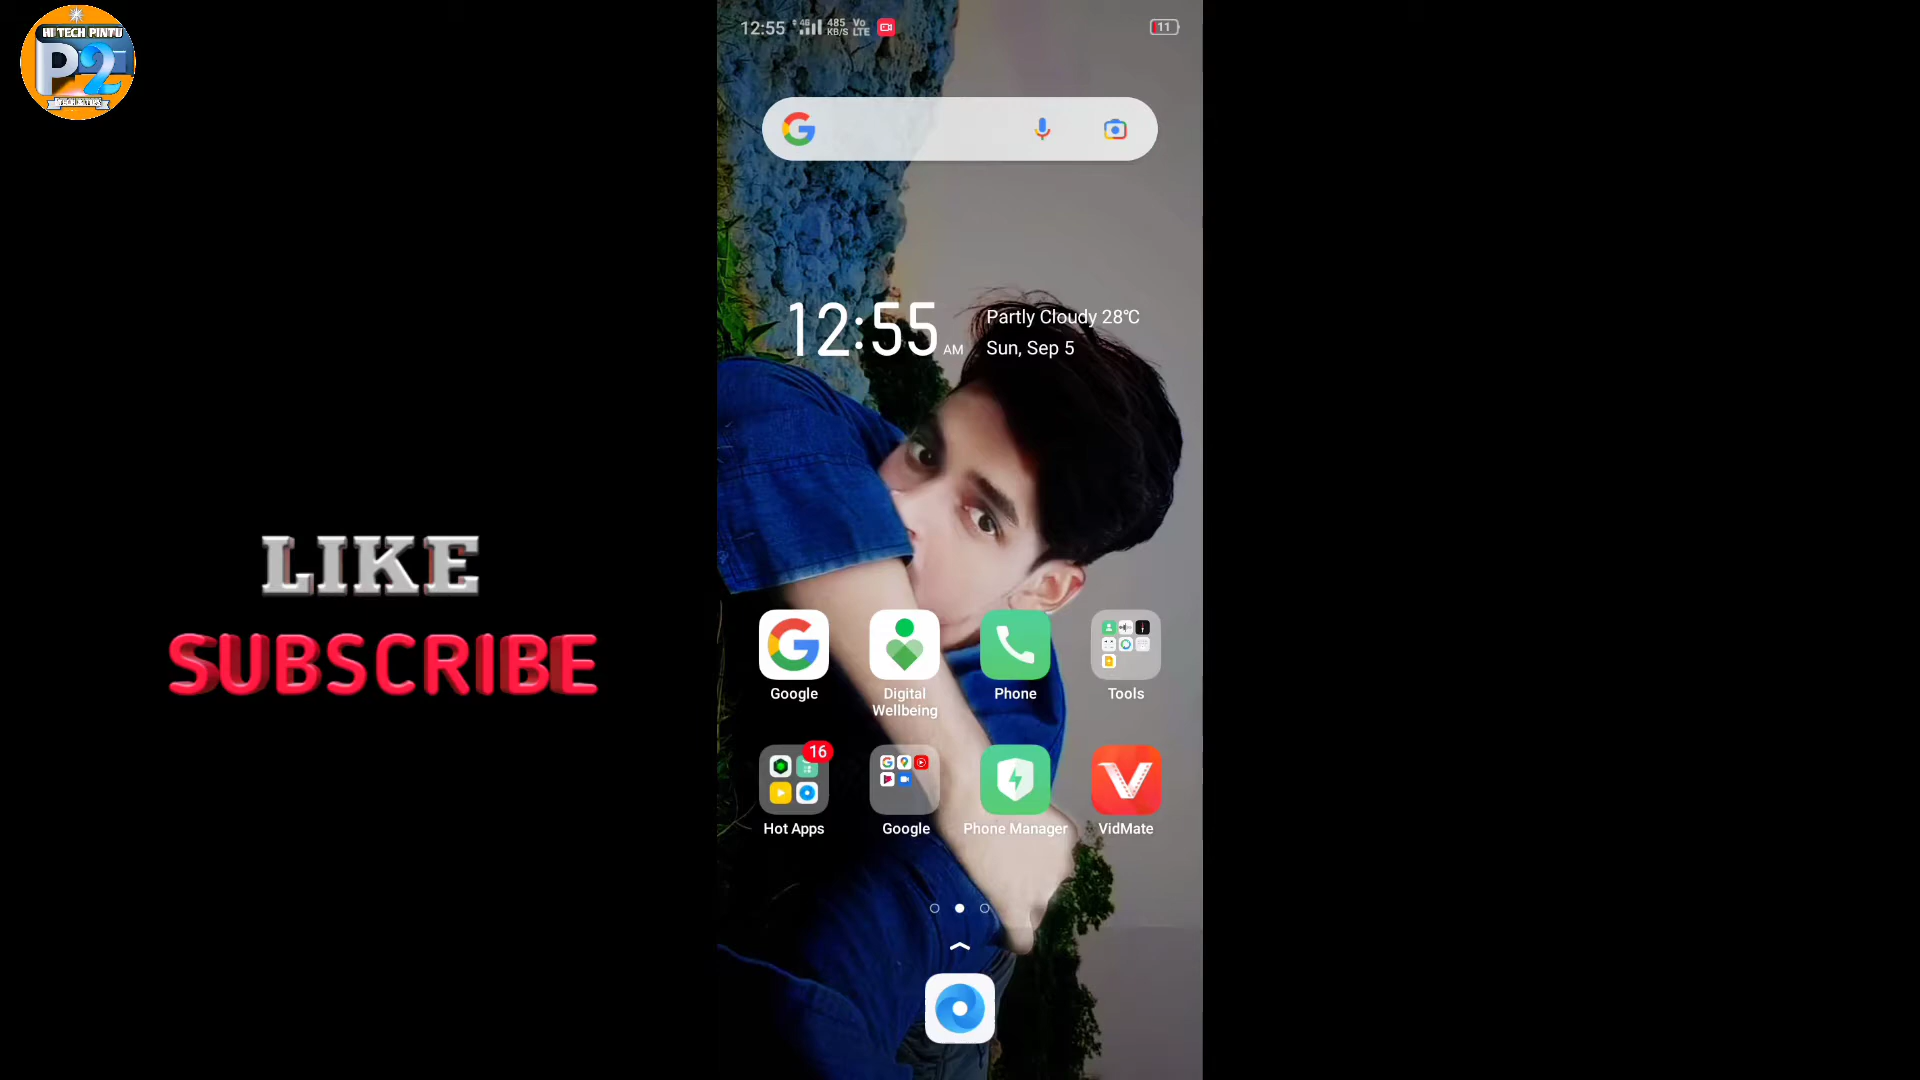 HI TECH PINTU
P2
12:55
4G
485
KB/S
Vo
LTE
11
12:55 AM
Partly Cloudy 28℃
Sun, Sep 5
LIKE
SUBSCRIBE
Google
Digital
Wellbeing
Phone
Tools
16
Hot Apps
Google
Phone Manager
VidMate